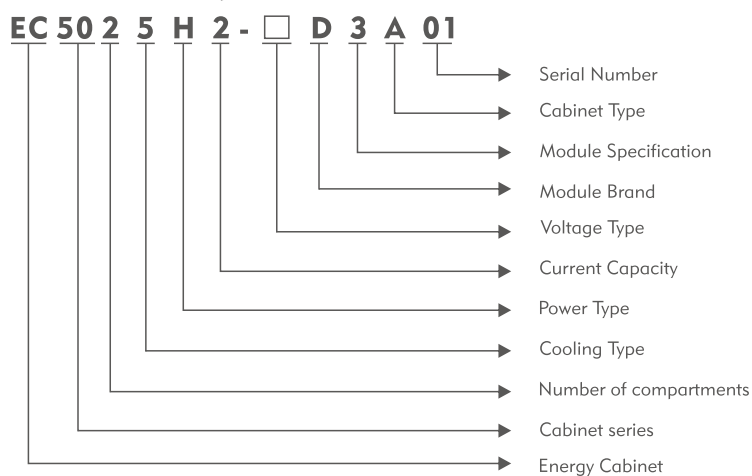 EC 50 2 5 H 2 - □ D 3 A 01
Serial Number
Cabinet Type
Module Specification
Module Brand
Voltage Type
Current Capacity
Power Type
Cooling Type
Number of compartments
Cabinet series
Energy Cabinet